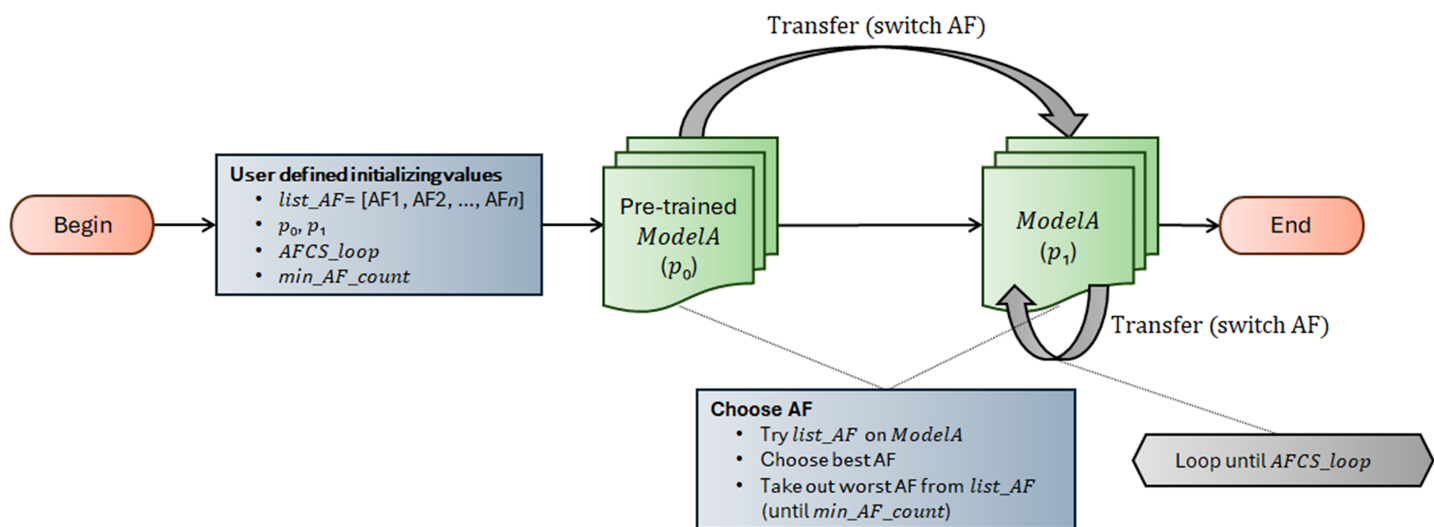 Transfer (switch AF)
Begin
User defined initializing values
• list_AF = [AF1, AF2, ..., AFn]
• p₀, p₁
• AFCS_loop
• min_AF_count
Pre-trained
ModelA
(p₀)
ModelA
(p₁)
End
Transfer (switch AF)
Choose AF
• Try list_AF on ModelA
• Choose best AF
• Take out worst AF from list_AF
(until min_AF_count)
Loop until AFCS_loop